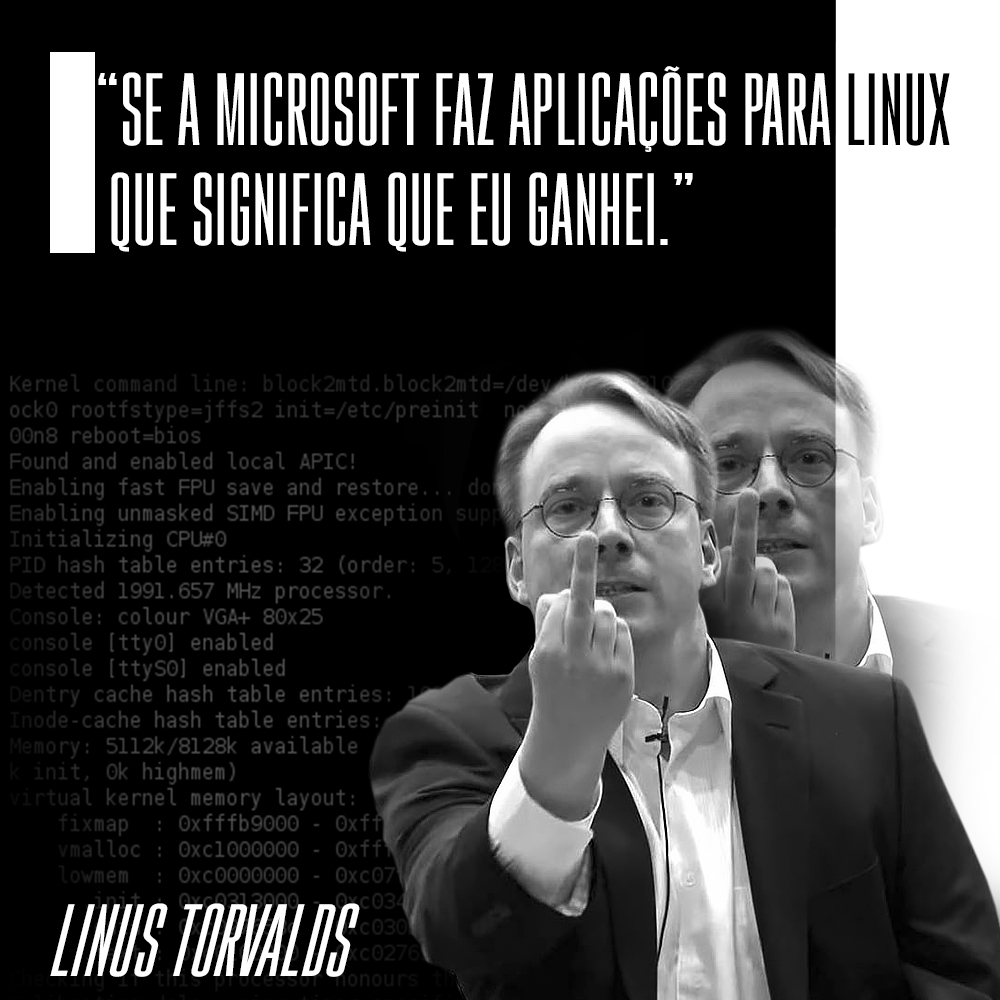 “SE A MICROSOFT FAZ APLICAÇÕES PARA LINUX
QUE SIGNIFICA QUE EU GANHEI.”
Kernel command line: block2mtd.block2mtd=/dev
ock0 rootfstype=jffs2 init=/etc/preinit
00n8 reboot=bios
Found and enabled local APIC!
Enabling fast FPU save and restore...
Enabling unmasked SIMD FPU exception
Initializing CPU#0
PID hash table entries: 32 (order: 5,
Detected 1991.657 MHz processor.
Console: colour VGA+ 80x25
console [tty0] enabled
console [ttyS0] enabled
Dentry cache hash table entries:
Inode-cache hash table entries:
Memory: 5112k/8128k available
k init, 0k highmem)
virtual kernel memory layout:
fixmap : 0xfffb9000 - 0xff
vmalloc : 0xc1000000 - 0xfff
lowmem : 0xc0000000 - 0xc07
LINUS TORVALDS